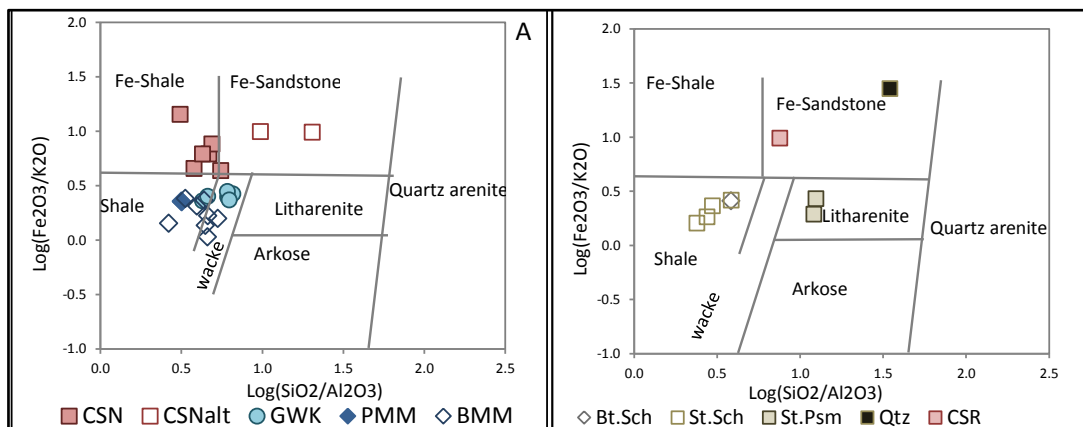 A
2.0
1.5
1.0
0.5
0.0
-0.5
-1.0
Log(Fe2O3/K2O)
Fe-Shale
Fe-Sandstone
Shale
wacke
Litharenite
Arkose
Quartz arenite
0.0 0.5 1.0 1.5 2.0 2.5
Log(SiO2/Al2O3)
CSN CSNalt GWK PMM BMM
2.0
1.5
1.0
0.5
0.0
-0.5
-1.0
Log(Fe2O3/K2O)
Fe-Shale
Fe-Sandstone
Shale
wacke
Litharenite
Arkose
Quartz arenite
0.0 0.5 1.0 1.5 2.0 2.5
Log(SiO2/Al2O3)
Bt.Sch St.Sch St.Psm Qtz CSR